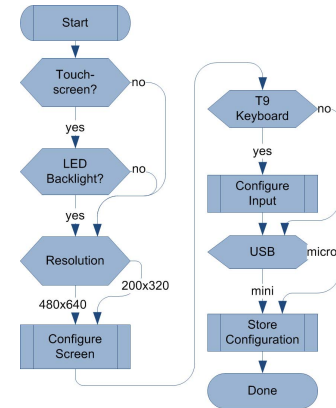 Start
Touch-
screen?
no
yes
LED
Backlight?
no
yes
Resolution
200x320
480x640
Configure
Screen
T9
Keyboard
no
yes
Configure
Input
USB
micro
mini
Store
Configuration
Done